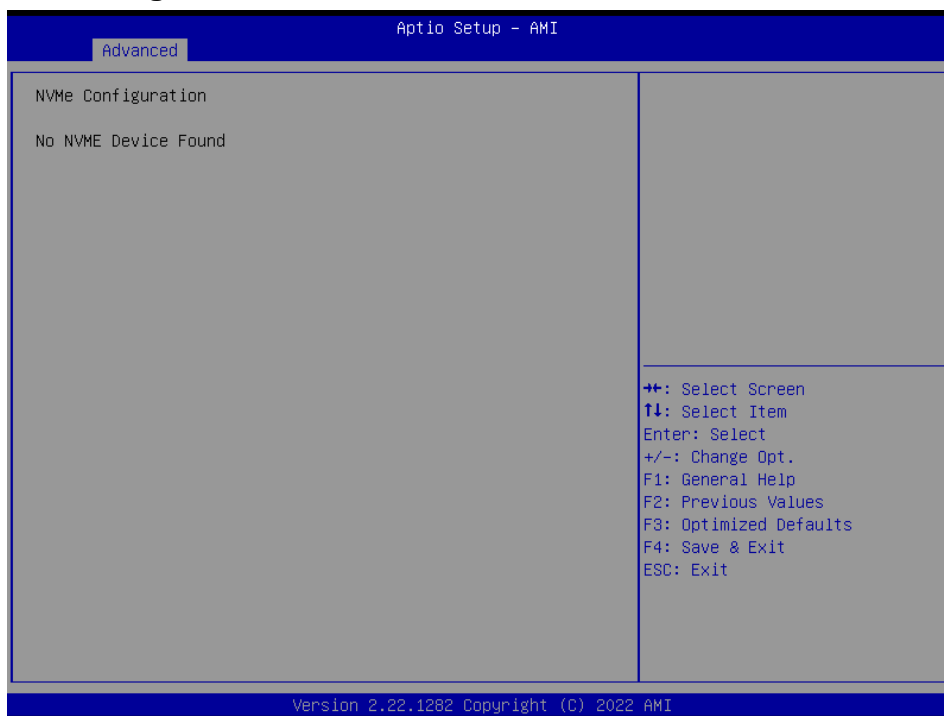 Aptio Setup – AMI
Advanced
NVMe Configuration
No NVME Device Found
→←: Select Screen
↑↓: Select Item
Enter: Select
+/-: Change Opt.
F1: General Help
F2: Previous Values
F3: Optimized Defaults
F4: Save & Exit
ESC: Exit
Version 2.22.1282 Copyright (C) 2022 AMI